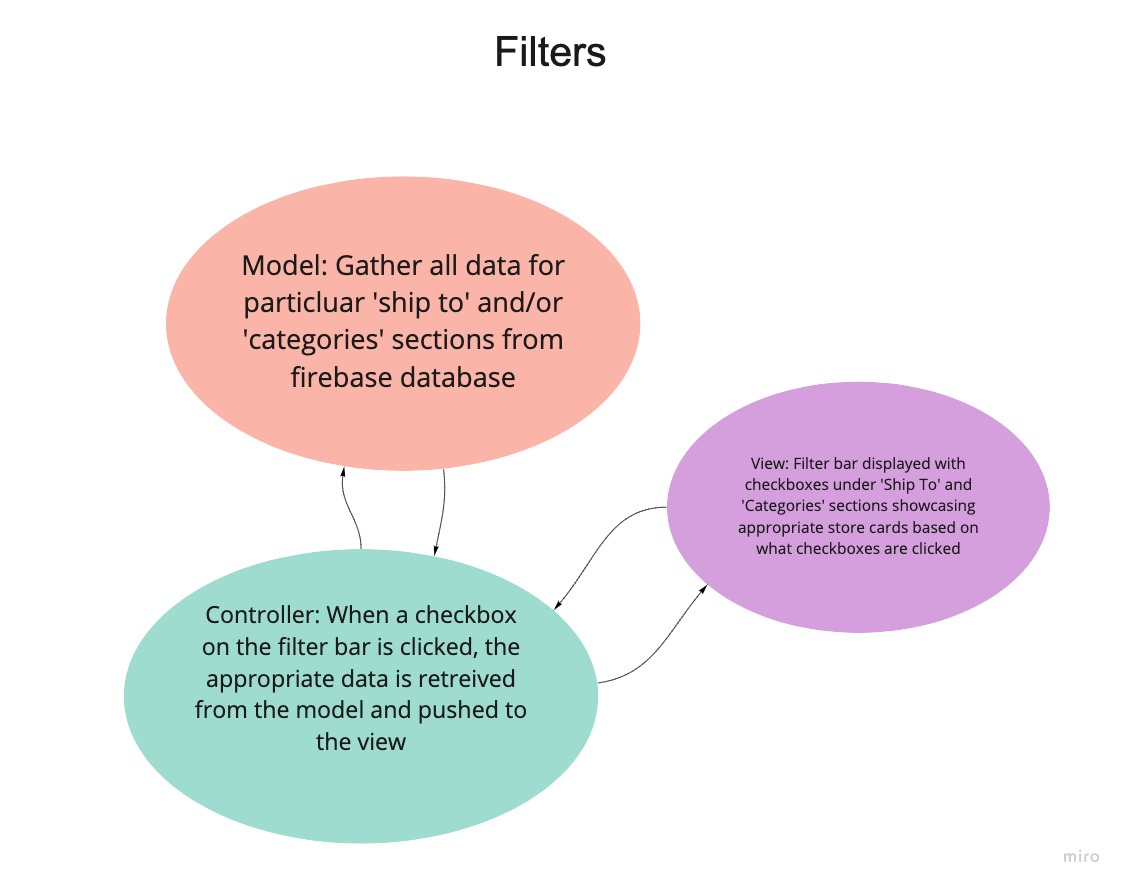 Filters
Model: Gather all data for
particluar 'ship to' and/or
'categories' sections from
firebase database
View: Filter bar displayed with
checkboxes under 'Ship To' and
'Categories' sections showcasing
appropriate store cards based on
what checkboxes are clicked
Controller: When a checkbox
on the filter bar is clicked, the
appropriate data is retreived
from the model and pushed to
the view
miro